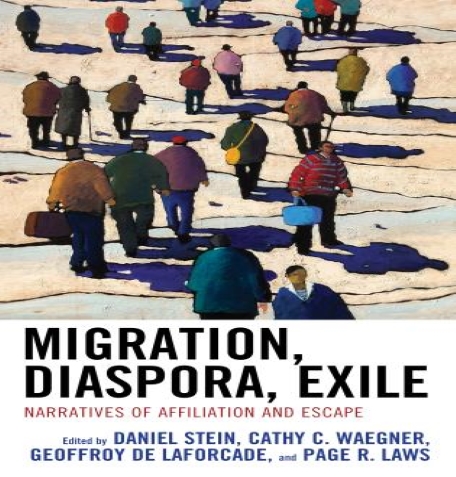 MIGRATION,
DIASPORA, EXILE
NARRATIVES OF AFFILIATION AND ESCAPE
Edited by DANIEL STEIN, CATHY C. WAEGNER,
GEOFFROY DE LAFORCADE, and PAGE R. LAWS